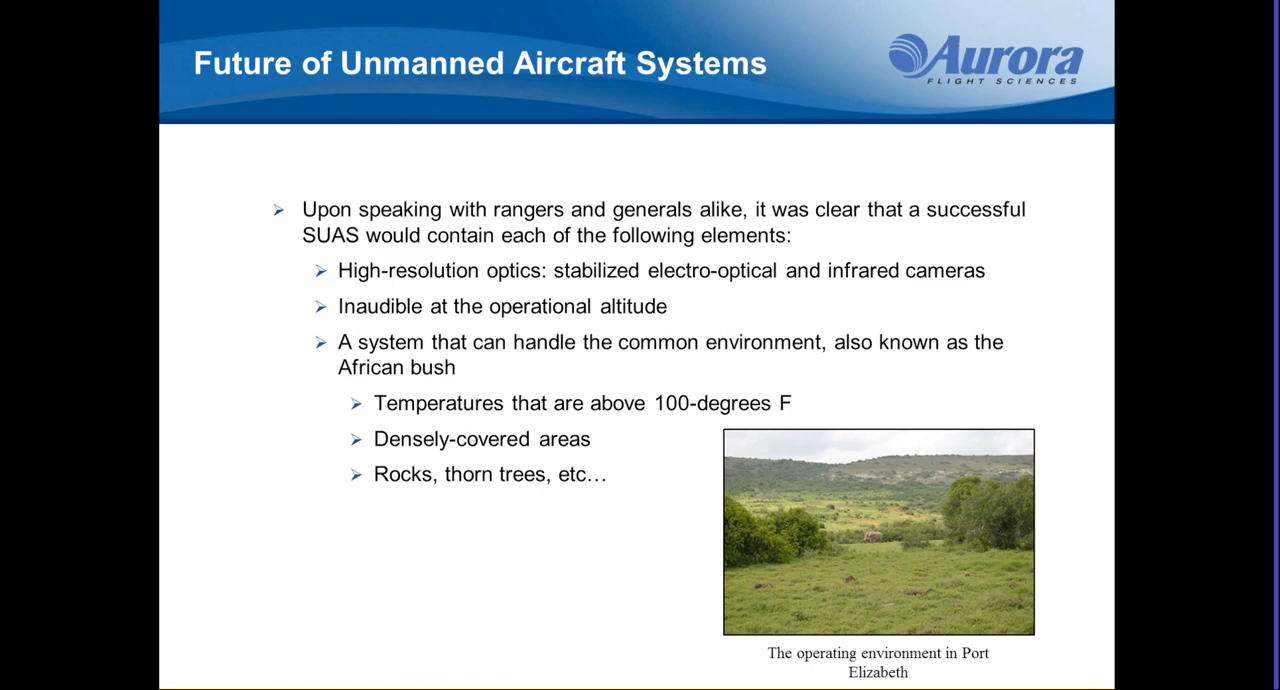 Future of Unmanned Aircraft Systems
Aurora
FLIGHT SCIENCES
Upon speaking with rangers and generals alike, it was clear that a successful
SUAS would contain each of the following elements:
High-resolution optics: stabilized electro-optical and infrared cameras
Inaudible at the operational altitude
A system that can handle the common environment, also known as the
African bush
Temperatures that are above 100-degrees F
Densely-covered areas
Rocks, thorn trees, etc…
The operating environment in Port
Elizabeth